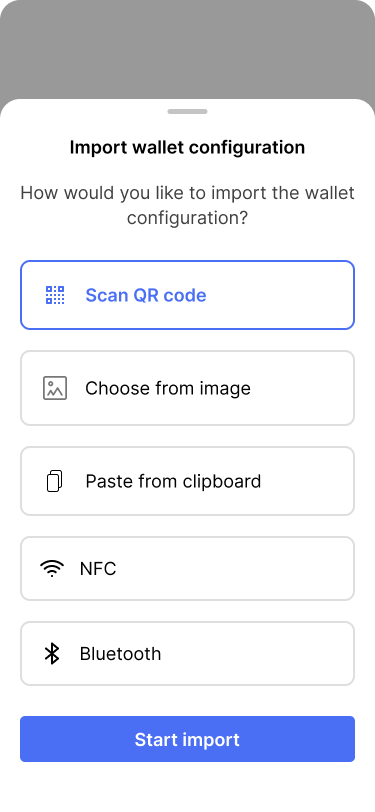 Import wallet configuration
How would you like to import the wallet
configuration?
Scan QR code
Choose from image
Paste from clipboard
NFC
Bluetooth
Start import